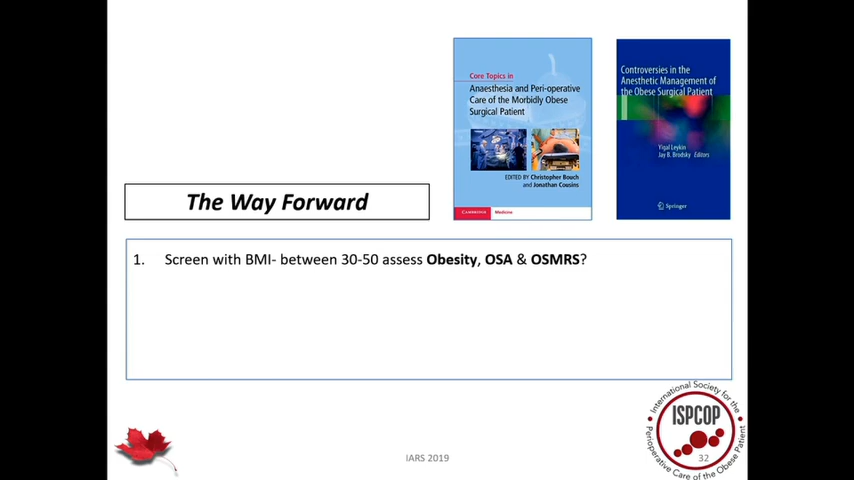 Core Topics in
Anaesthesia and Peri-operative
Care of the Morbidly Obese
Surgical Patient
EDITED BY Christopher Bouch
and Jonathan Cousins
CAMBRIDGE Medicine
Controversies in the
Anesthetic Management of
the Obese Surgical Patient
Yigal Leykin
Jay B. Brodsky Editors
Springer
The Way Forward
1. Screen with BMI- between 30-50 assess Obesity, OSA & OSMRS?
International Society for the
ISPCOP
Perioperative Care of the Obese Patient
IARS 2019
32